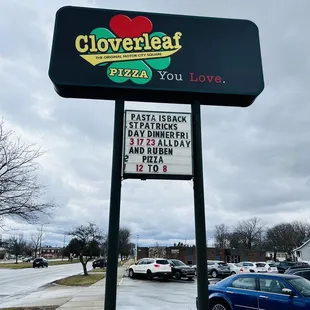 Cloverleaf
THE ORIGINAL MOTOR CITY SQUARE
PIZZA You Love.
PASTA IS BACK
ST PATRICKS
DAY DINNER FRI
3 17 23 ALL DAY
AND RUBEN
PIZZA
12 TO 8